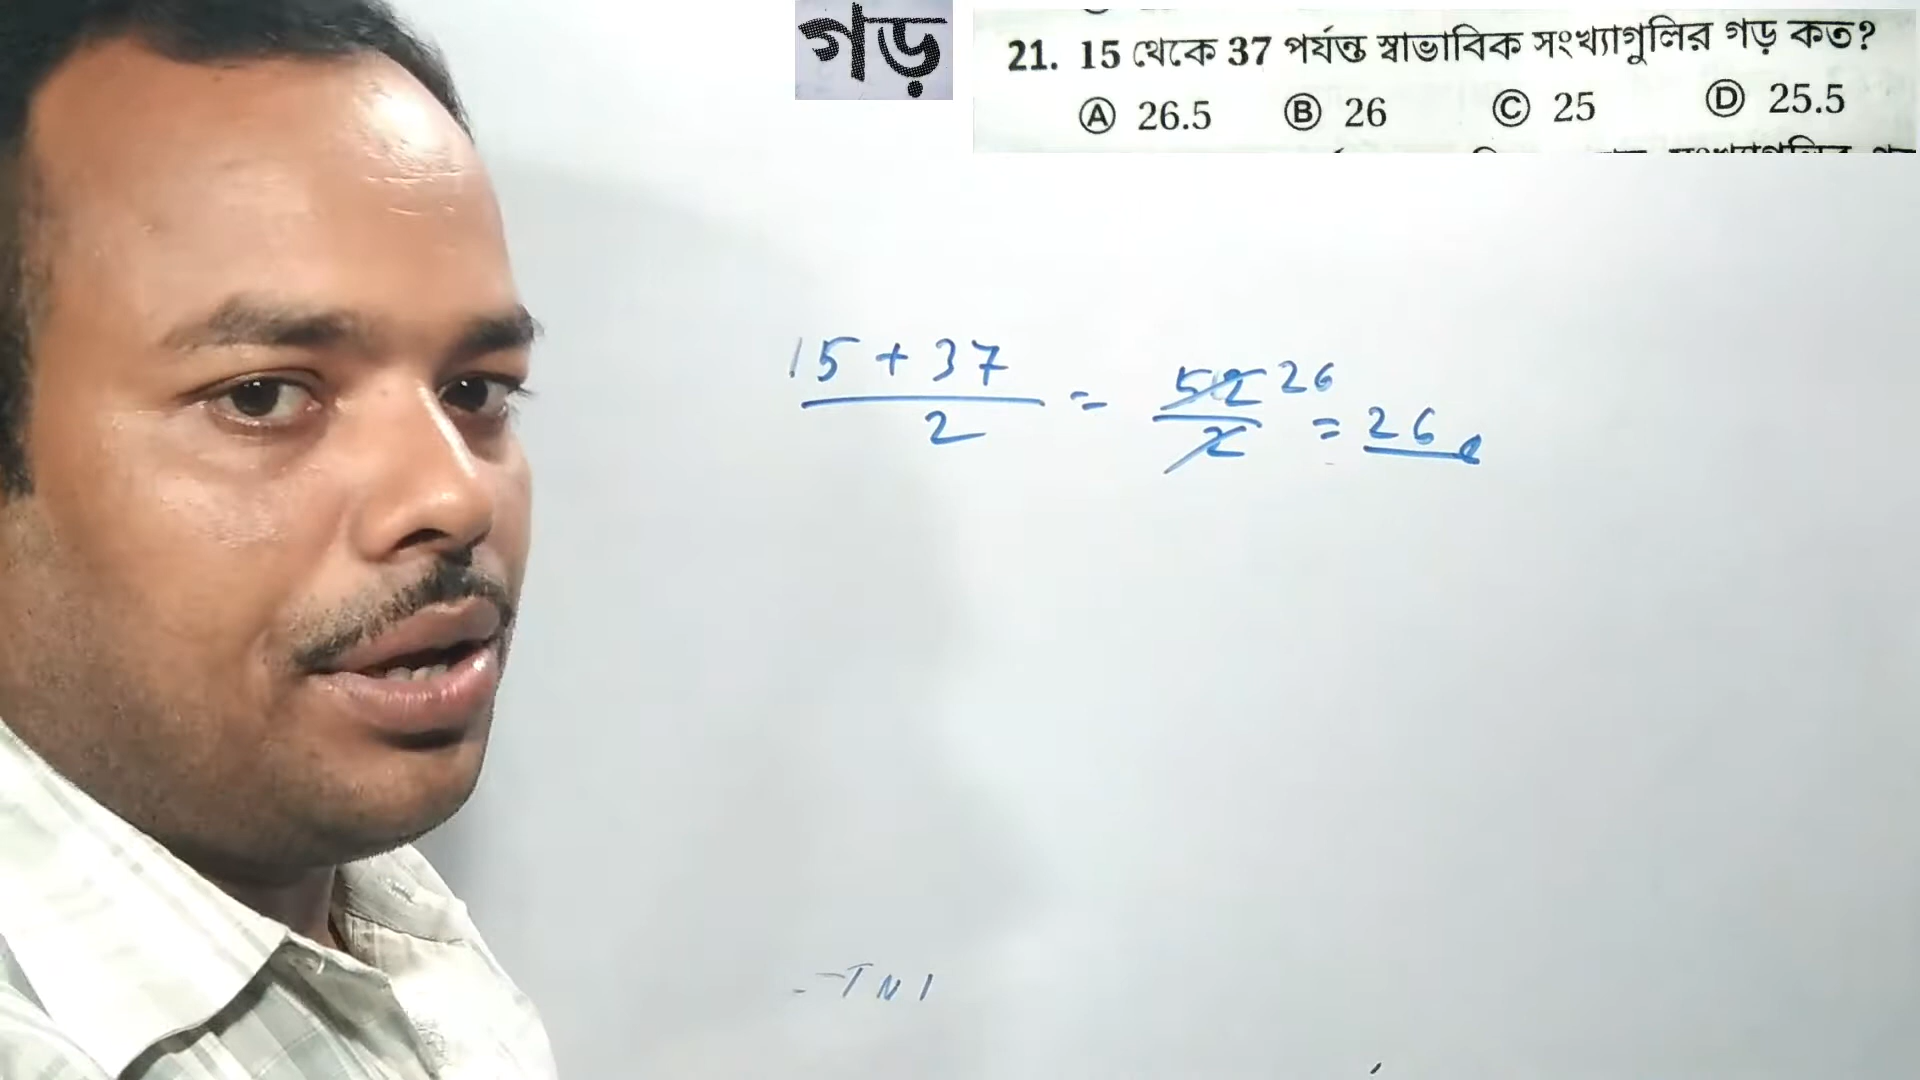 গড়
21. 15 থেকে 37 পর্যন্ত স্বাভাবিক সংখ্যাগুলির গড় কত?
Ⓐ 26.5 Ⓑ 26 Ⓒ 25 Ⓓ 25.5
15 + 37 / 2 = 52 / 2 26 = 26